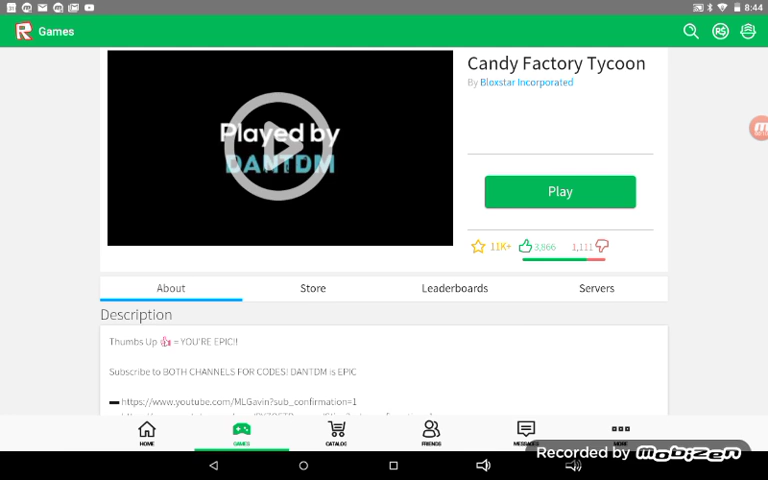 8:44
Games
Played by
DANTDM
Candy Factory Tycoon
By Bloxstar Incorporated
Play
11K+ 3,866 1,111
About Store Leaderboards Servers
Description
Thumbs Up 👍 = YOU'RE EPIC!!
Subscribe to BOTH CHANNELS FOR CODES! DANTDM is EPIC
▬ https://www.youtube.com/MLGavin?sub_confirmation=1
HOME GAMES CATALOG FRIENDS MESSAGES MORE
Recorded by MOBIZEN